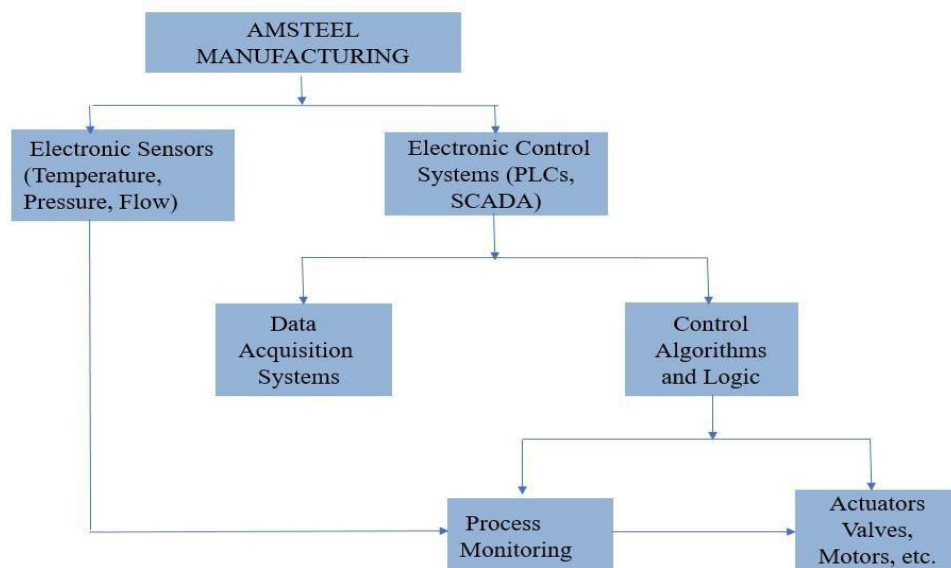 AMSTEEL
MANUFACTURING
Electronic Sensors
(Temperature,
Pressure, Flow)
Electronic Control
Systems (PLCs,
SCADA)
Data
Acquisition
Systems
Control
Algorithms
and Logic
Process
Monitoring
Actuators
Valves,
Motors, etc.